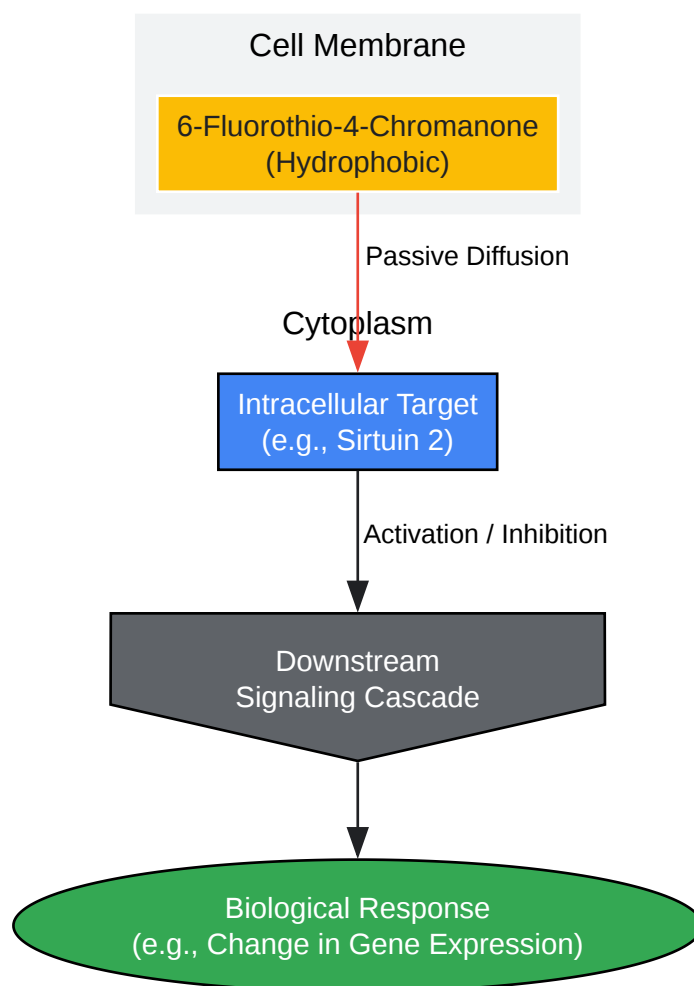 Cell Membrane
6-Fluorothio-4-Chromanone
(Hydrophobic)
Passive Diffusion
Cytoplasm
Intracellular Target
(e.g., Sirtuin 2)
Activation / Inhibition
Downstream
Signaling Cascade
Biological Response
(e.g., Change in Gene Expression)